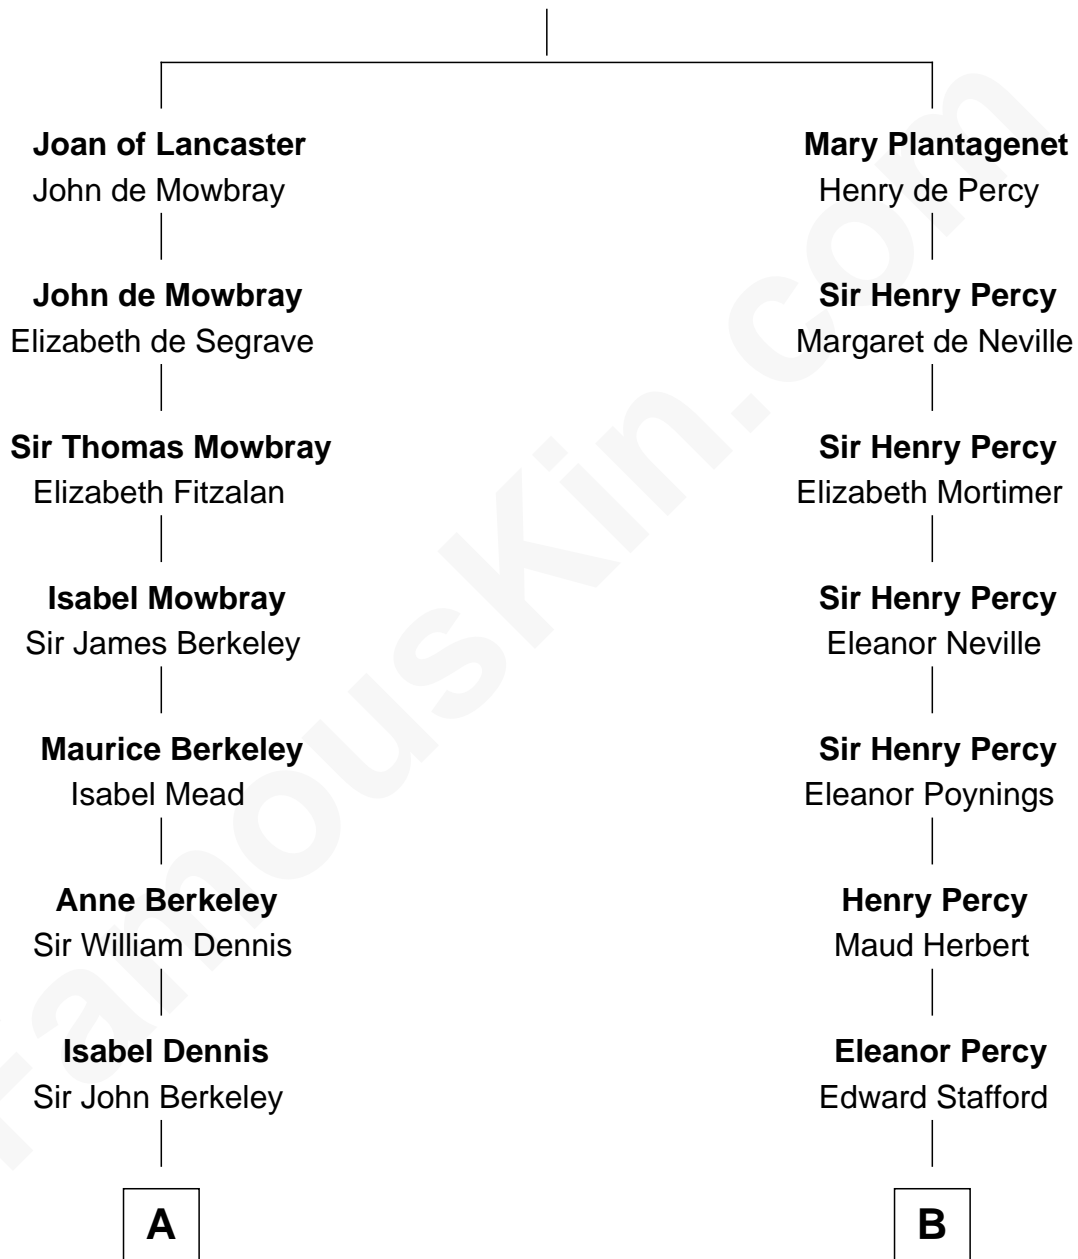 Joan of Lancaster
John de Mowbray
John de Mowbray
Elizabeth de Segrave
Sir Thomas Mowbray
Elizabeth Fitzalan
Isabel Mowbray
Sir James Berkeley
Maurice Berkeley
Isabel Mead
Anne Berkeley
Sir William Dennis
Isabel Dennis
Sir John Berkeley
A
Mary Plantagenet
Henry de Percy
Sir Henry Percy
Margaret de Neville
Sir Henry Percy
Elizabeth Mortimer
Sir Henry Percy
Eleanor Neville
Sir Henry Percy
Eleanor Poynings
Henry Percy
Maud Herbert
Eleanor Percy
Edward Stafford
B
FamousKin.com